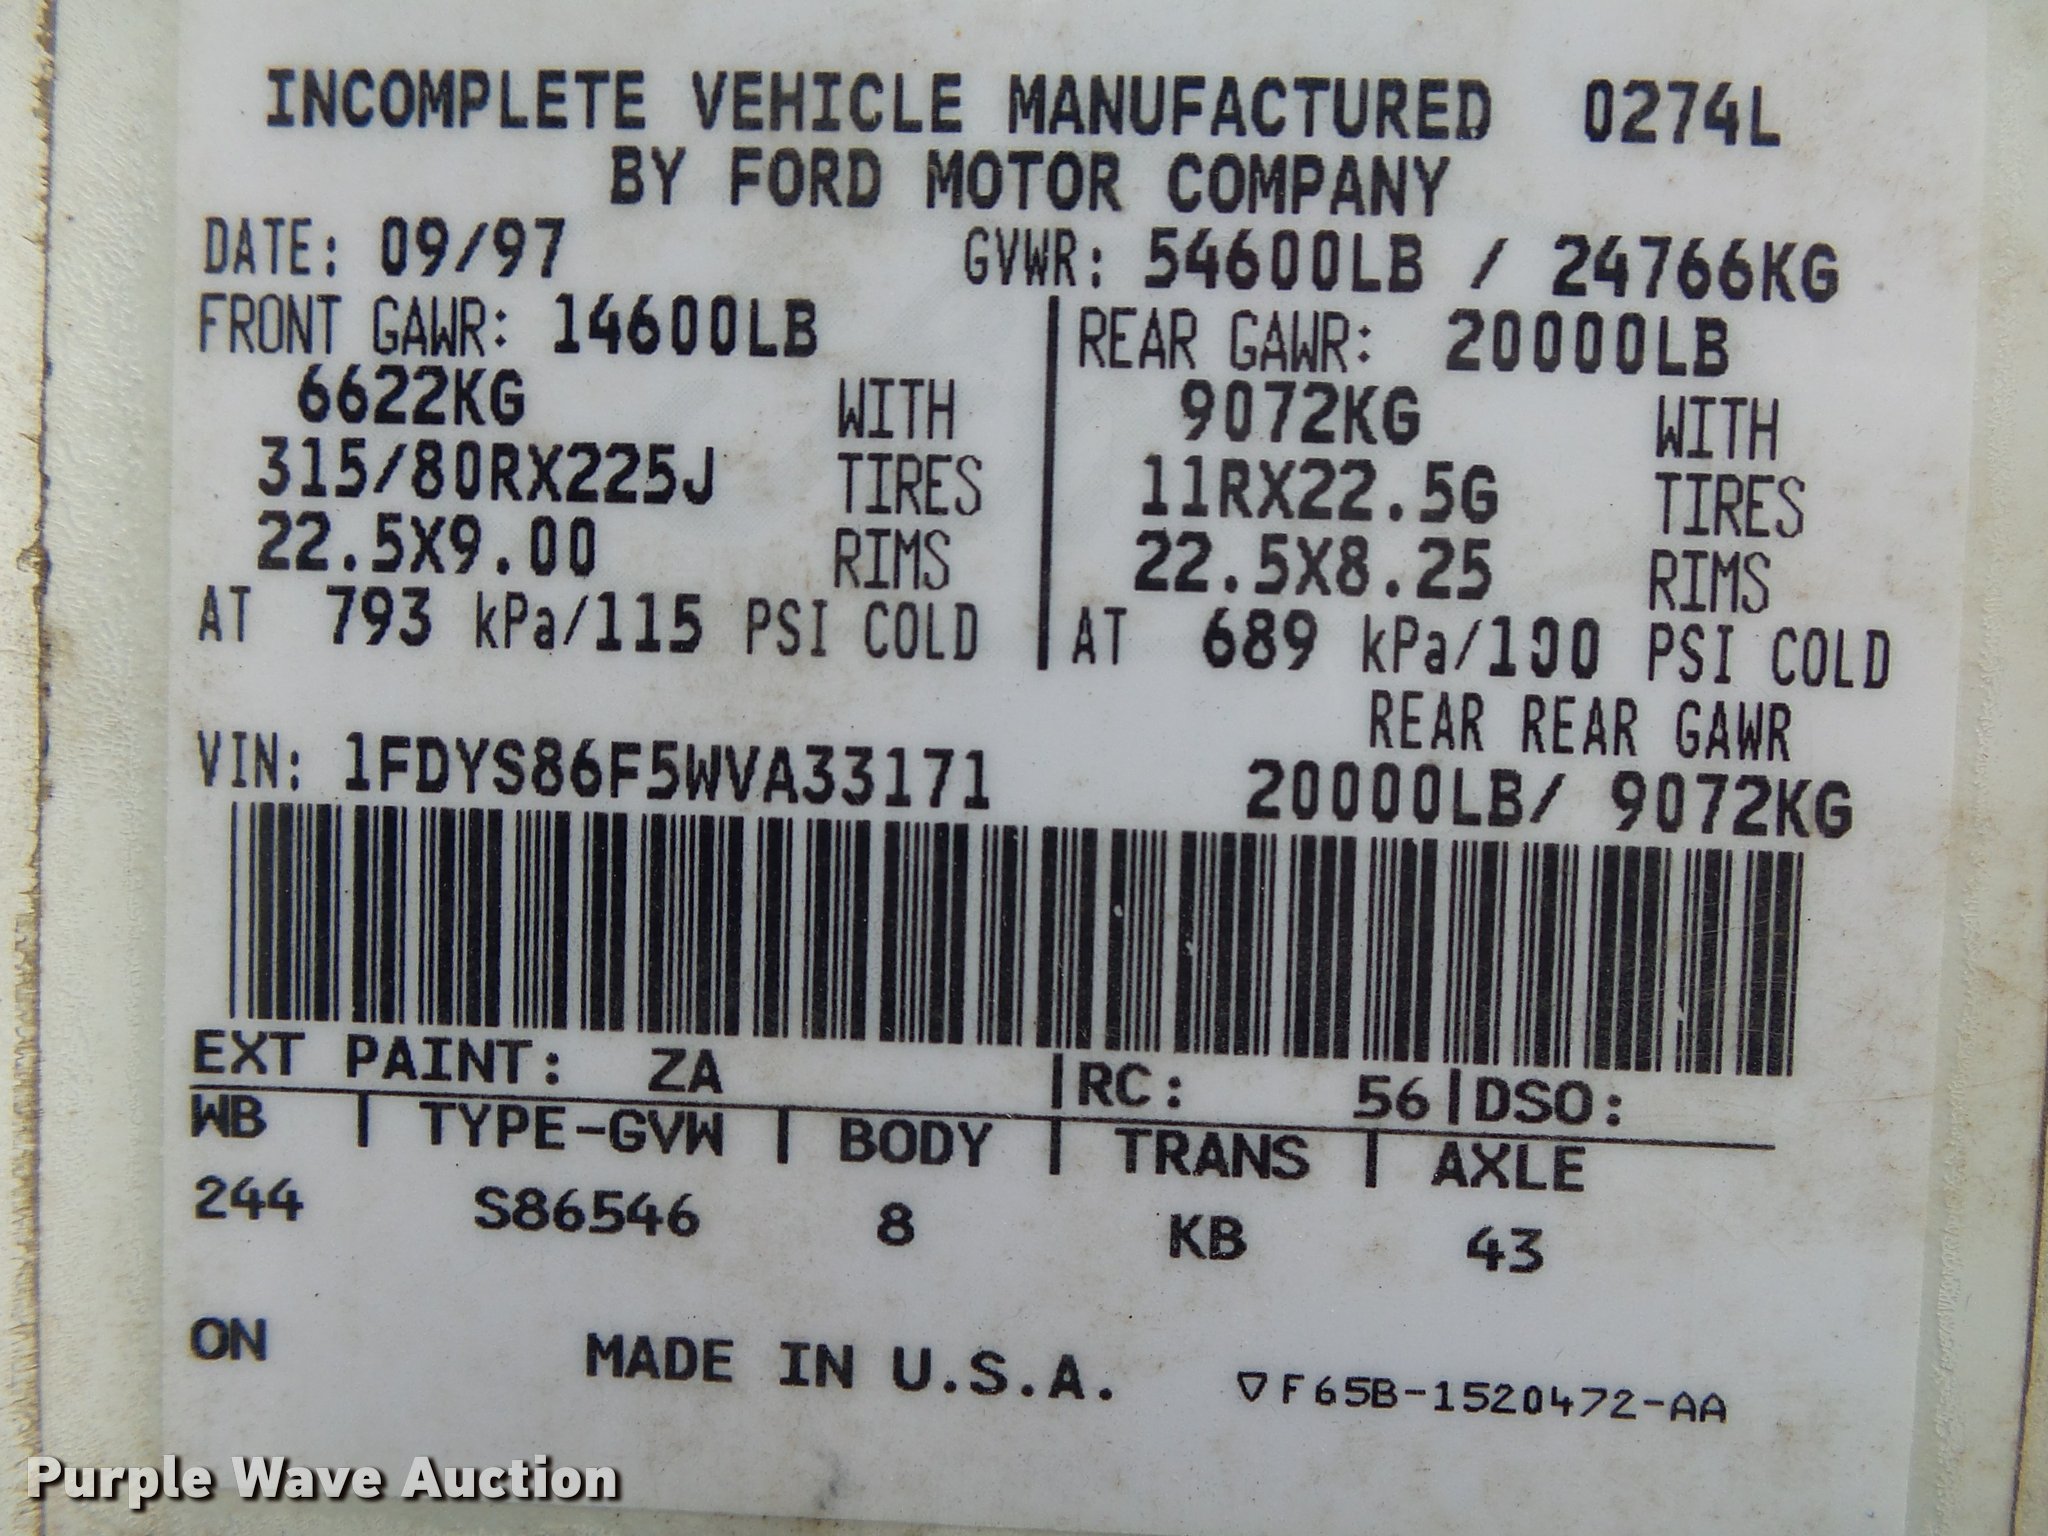 INCOMPLETE VEHICLE MANUFACTURED 0274L
BY FORD MOTOR COMPANY
DATE: 09/97 GVWR: 54600LB / 24766KG
FRONT GAWR: 14600LB REAR GAWR: 20000LB
6622KG WITH 9072KG WITH
315/80RX225J TIRES 11RX22.5G TIRES
22.5X9.00 RIMS 22.5X8.25 RIMS
AT 793 kPa/115 PSI COLD AT 689 kPa/100 PSI COLD
REAR REAR GAWR
VIN: 1FDYS86F5WVA33171 20000LB/ 9072KG
EXT PAINT: ZA |RC: 56|DSO:
WB | TYPE-GVW | BODY | TRANS | AXLE
244 S86546 8 KB 43
ON MADE IN U.S.A. ▽F65B-1520472-AA
Purple Wave Auction